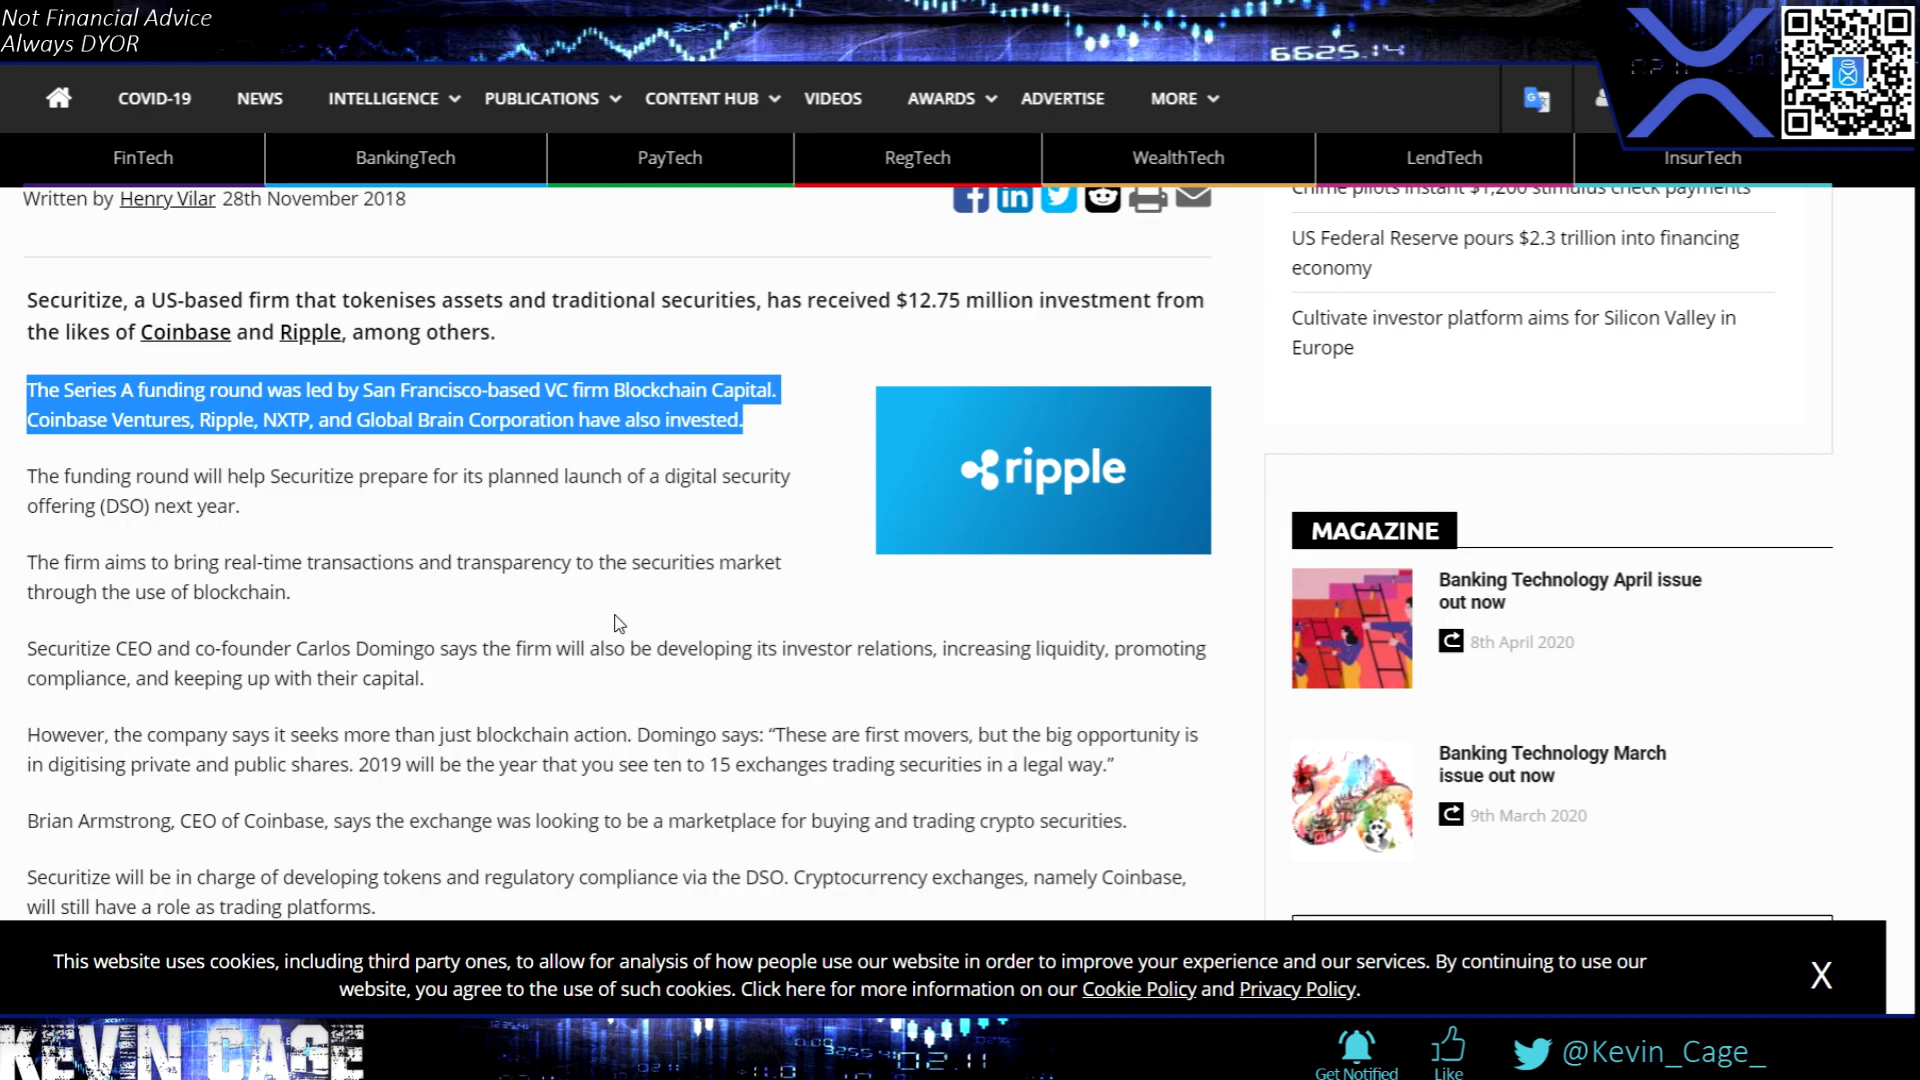 Not Financial Advice
Always DYOR
6625.14
COVID-19 NEWS INTELLIGENCE PUBLICATIONS CONTENT HUB VIDEOS AWARDS ADVERTISE MORE
FinTech BankingTech PayTech RegTech WealthTech LendTech InsurTech
Written by Henry Vilar 28th November 2018
Securitize, a US-based firm that tokenises assets and traditional securities, has received $12.75 million investment from
the likes of Coinbase and Ripple, among others.
The Series A funding round was led by San Francisco-based VC firm Blockchain Capital.
Coinbase Ventures, Ripple, NXTP, and Global Brain Corporation have also invested.
ripple
The funding round will help Securitize prepare for its planned launch of a digital security
offering (DSO) next year.
The firm aims to bring real-time transactions and transparency to the securities market
through the use of blockchain.
Securitize CEO and co-founder Carlos Domingo says the firm will also be developing its investor relations, increasing liquidity, promoting
compliance, and keeping up with their capital.
However, the company says it seeks more than just blockchain action. Domingo says: “These are first movers, but the big opportunity is
in digitising private and public shares. 2019 will be the year that you see ten to 15 exchanges trading securities in a legal way.”
Brian Armstrong, CEO of Coinbase, says the exchange was looking to be a marketplace for buying and trading crypto securities.
Securitize will be in charge of developing tokens and regulatory compliance via the DSO. Cryptocurrency exchanges, namely Coinbase,
will still have a role as trading platforms.
Chime pilots instant $1,200 stimulus check payments
US Federal Reserve pours $2.3 trillion into financing
economy
Cultivate investor platform aims for Silicon Valley in
Europe
MAGAZINE
Banking Technology April issue
out now
8th April 2020
Banking Technology March
issue out now
9th March 2020
This website uses cookies, including third party ones, to allow for analysis of how people use our website in order to improve your experience and our services. By continuing to use our
website, you agree to the use of such cookies. Click here for more information on our Cookie Policy and Privacy Policy.
X
KEVIN CAGE
Get Notified
Like
@Kevin_Cage_